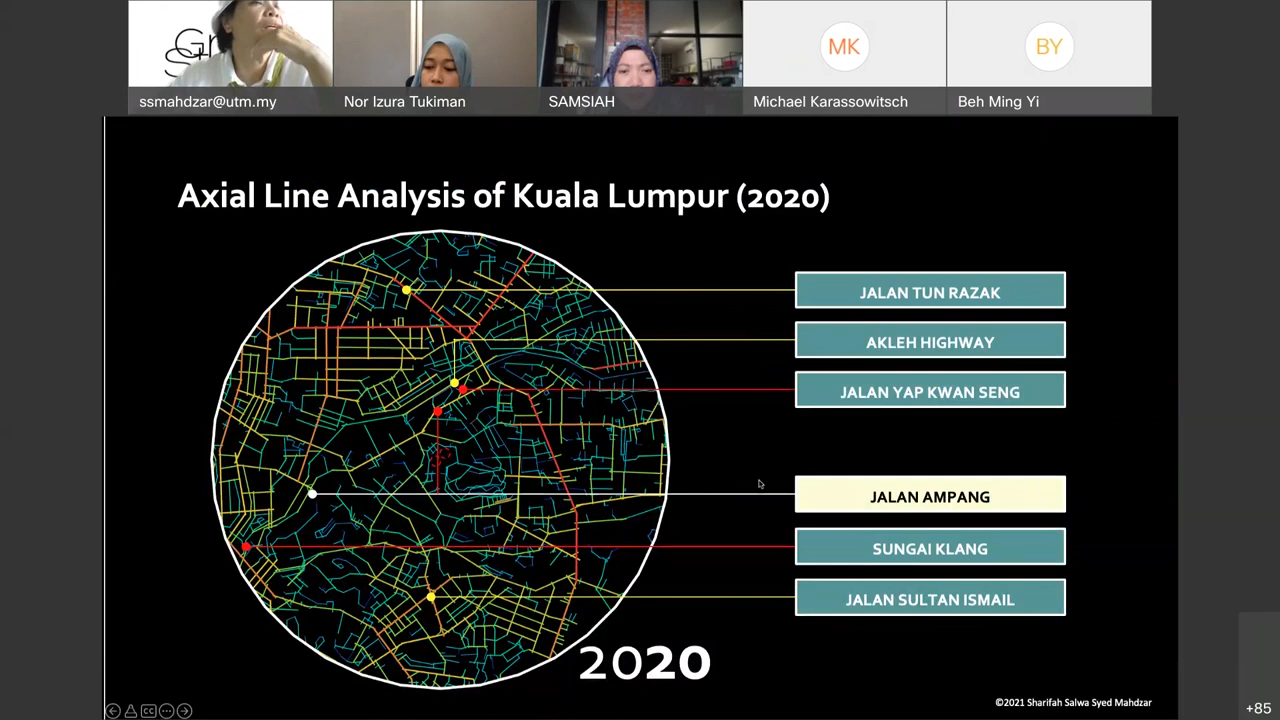 ssmahdzar@utm.my
Nor Izura Tukiman
SAMSIAH
MK
Michael Karassowitsch
BY
Beh Ming Yi
Axial Line Analysis of Kuala Lumpur (2020)
JALAN TUN RAZAK
AKLEH HIGHWAY
JALAN YAP KWAN SENG
JALAN AMPANG
SUNGAI KLANG
JALAN SULTAN ISMAIL
2020
©2021 Sharifah Salwa Syed Mahdzar
CC
+85